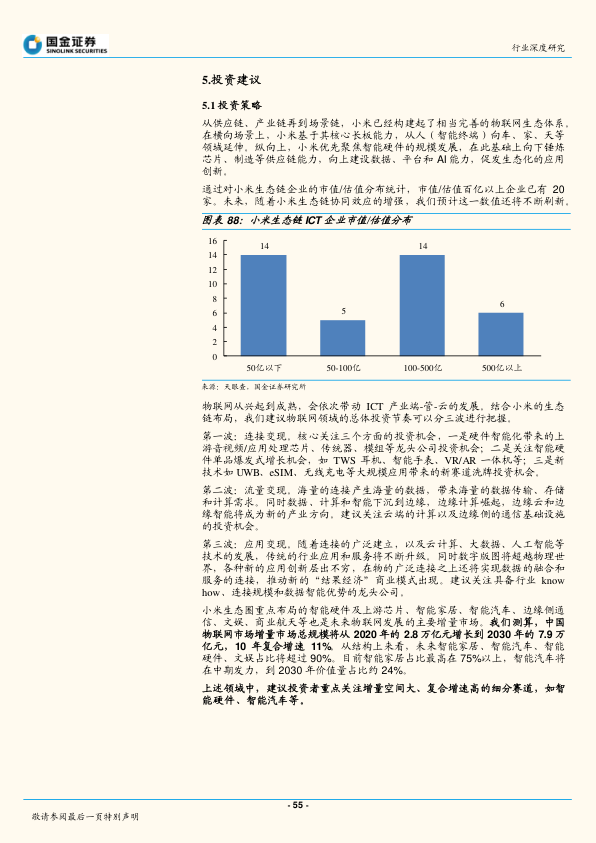 国金证券
SINOLINK SECURITIES
行业深度研究
5.投资建议
5.1 投资策略
从供应链、产业链再到场景链，小米已经构建起了相当完善的物联网生态体系。
在横向场景上，小米基于其核心长板能力，从人（智能终端）向车、家、天等
领域延伸。纵向上，小米优先聚焦智能硬件的规模发展，在此基础上向下锤炼
芯片、制造等供应链能力，向上建设数据、平台和 AI 能力，促发生态化的应用
创新。
通过对小米生态链企业的市值/估值分布统计，市值/估值百亿以上企业已有 20
家。未来，随着小米生态链协同效应的增强，我们预计这一数值还将不断刷新。
图表 88：小米生态链 ICT 企业市值/估值分布
16
14
12
10
8
6
4
2
0
14
5
14
6
50亿以下
50-100亿
100-500亿
500亿以上
来源：天眼查，国金证券研究所
物联网从兴起到成熟，会依次带动 ICT 产业端-管-云的发展。结合小米的生态
链布局，我们建议物联网领域的总体投资节奏可以分三波进行把握。
第一波：连接变现。核心关注三个方面的投资机会，一是硬件智能化带来的上
游音视频/应用处理芯片、传统器、模组等龙头公司投资机会；二是关注智能硬
件单品爆发式增长机会，如 TWS 耳机、智能手表、VR/AR 一体机等；三是新
技术如 UWB、eSIM、无线充电等大规模应用带来的新赛道洗牌投资机会。
第二波：流量变现。海量的连接产生海量的数据，带来海量的数据传输、存储
和计算需求。同时数据、计算和智能下沉到边缘，边缘计算崛起，边缘云和边
缘智能将成为新的产业方向。建议关注云端的计算以及边缘侧的通信基础设施
的投资机会。
第三波：应用变现。随着连接的广泛建立，以及云计算、大数据、人工智能等
技术的发展，传统的行业应用和服务将不断升级。同时数字版图将超越物理世
界，各种新的应用创新层出不穷，在物的广泛连接之上还将实现数据的融合和
服务的连接，推动新的“结果经济”商业模式出现。建议关注具备行业 know
how、连接规模和数据智能优势的龙头公司。
小米生态圈重点布局的智能硬件及上游芯片、智能家居、智能汽车、边缘侧通
信、文娱、商业航天等也是未来物联网发展的主要增量市场。我们测算，中国
物联网市场增量市场总规模将从 2020 年的 2.8 万亿元增长到 2030 年的 7.9 万
亿元，10 年复合增速 11%。从结构上来看，未来智能家居、智能汽车、智能
硬件、文娱占比将超过 90%。目前智能家居占比最高在 75%以上，智能汽车将
在中期发力，到 2030 年价值量占比约 24%。
上述领域中，建议投资者重点关注增量空间大、复合增速高的细分赛道，如智
能硬件、智能汽车等。
- 55 -
敬请参阅最后一页特别声明